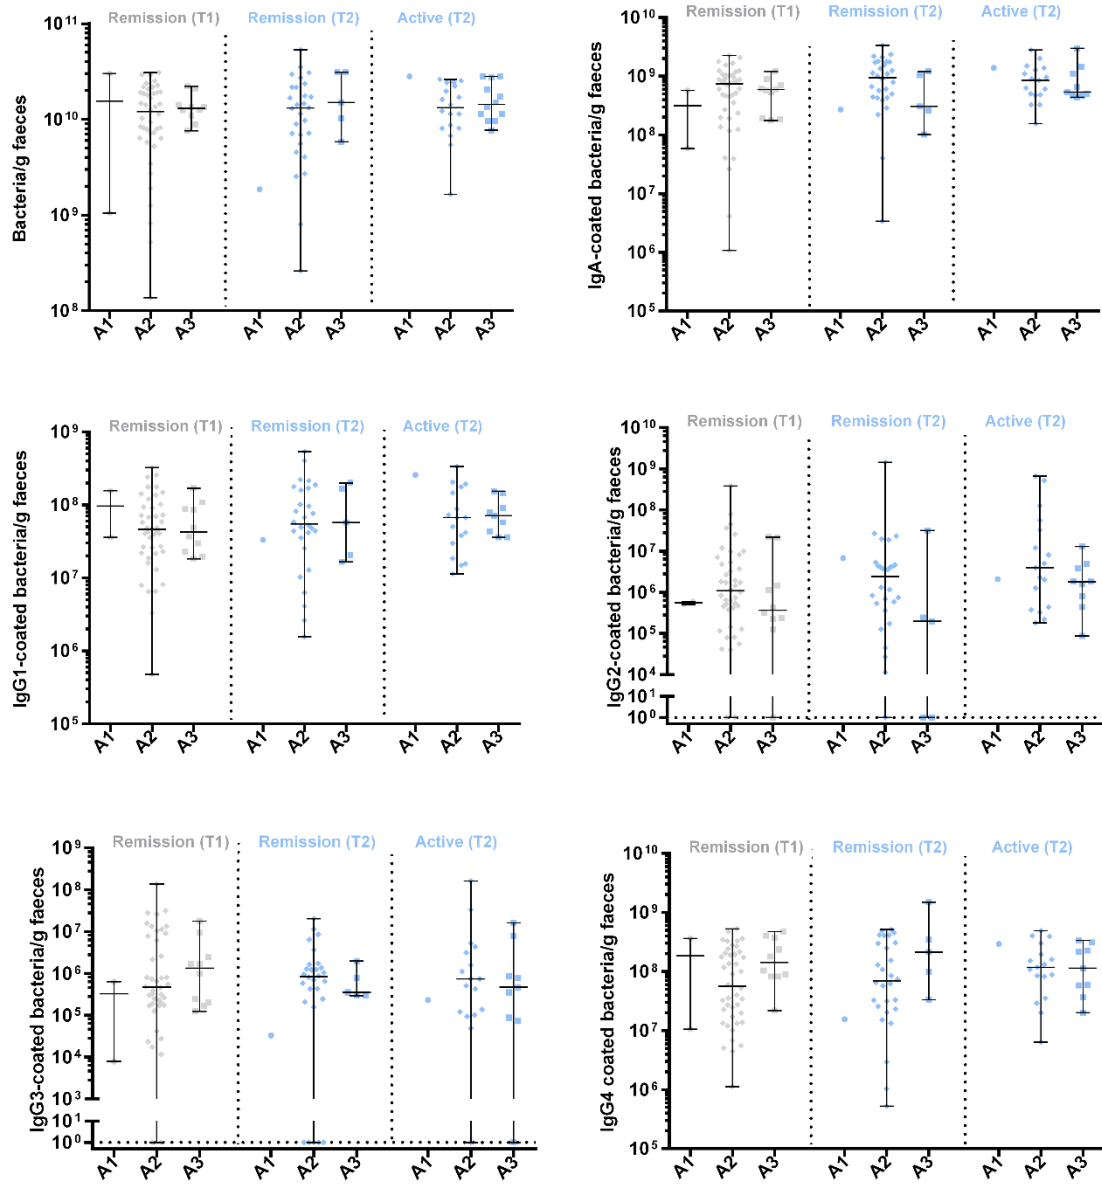 Remission (T1) Remission (T2) Active (T2)
Bacteria/g faeces
10^11
10^10
10^9
10^8
A1 A2 A3 A1 A2 A3 A1 A2 A3
Remission (T1) Remission (T2) Active (T2)
IgA-coated bacteria/g faeces
10^10
10^9
10^8
10^7
10^6
10^5
A1 A2 A3 A1 A2 A3 A1 A2 A3
Remission (T1) Remission (T2) Active (T2)
IgG1-coated bacteria/g faeces
10^9
10^8
10^7
10^6
10^5
A1 A2 A3 A1 A2 A3 A1 A2 A3
Remission (T1) Remission (T2) Active (T2)
IgG2-coated bacteria/g faeces
10^10
10^9
10^8
10^7
10^6
10^5
10^4
10^1
10^0
A1 A2 A3 A1 A2 A3 A1 A2 A3
Remission (T1) Remission (T2) Active (T2)
IgG3-coated bacteria/g faeces
10^9
10^8
10^7
10^6
10^5
10^4
10^3
10^1
10^0
A1 A2 A3 A1 A2 A3 A1 A2 A3
Remission (T1) Remission (T2) Active (T2)
IgG4 coated bacteria/g faeces
10^10
10^9
10^8
10^7
10^6
10^5
A1 A2 A3 A1 A2 A3 A1 A2 A3